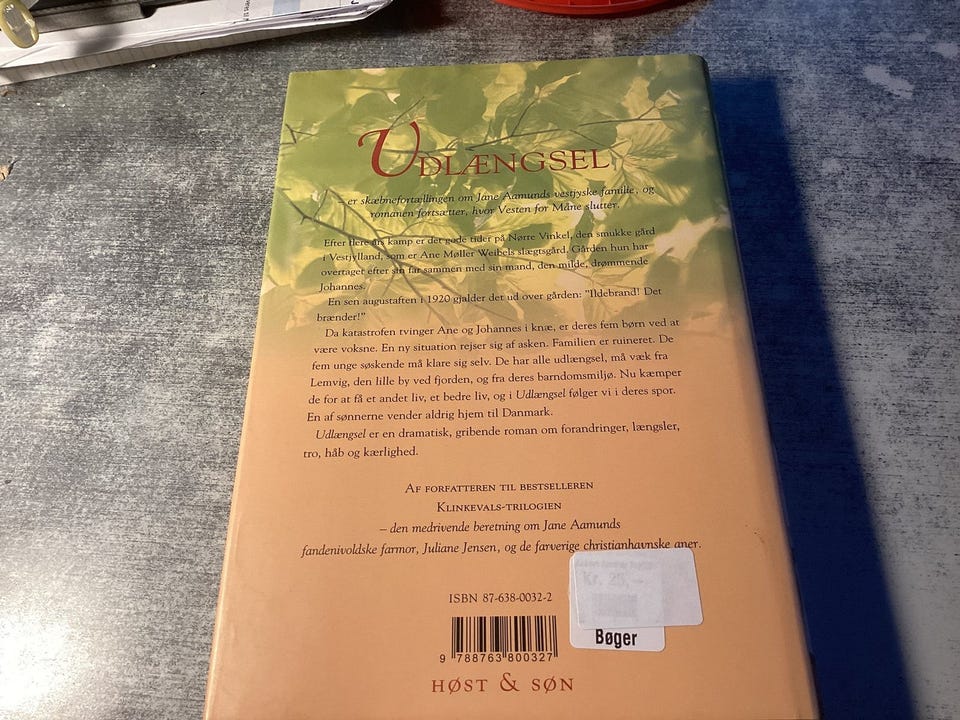 UDLÆNGSEL
– er skæbnefortællingen om Jane Aamunds vestjyske familie, og
romanen fortsætter, hvor Vesten for Måne slutter.
Efter flere års kamp er det gode tider på Nørre Vinkel, den smukke gård
i Vestjylland, som er Ane Møller Weibels slægtsgård. Gården hun har
overtaget efter sin far sammen med sin mand, den milde, drømmende
Johannes.
En sen augustaften i 1920 gjalder det ud over gården: "Ildebrand! Det
brænder!"
Da katastrofen tvinger Ane og Johannes i knæ, er deres fem børn ved at
være voksne. En ny situation rejser sig af asken. Familien er ruineret. De
fem unge søskende må klare sig selv. De har alle udlængsel, må væk fra
Lemvig, den lille by ved fjorden, og fra deres barndomsmiljø. Nu kæmper
de for at få et andet liv, et bedre liv, og i Udlængsel følger vi i deres spor.
En af sønnerne vender aldrig hjem til Danmark.
Udlængsel er en dramatisk, gribende roman om forandringer, længsler,
tro, håb og kærlighed.
AF FORFATTEREN TIL BESTSELLEREN
KLINKEVALS-TRILOGIEN
– den medrivende beretning om Jane Aamunds
fandenivoldske farmor, Juliane Jensen, og de farverige christianhavnske aner.
Kr. 25,–
Bøger
ISBN 87-638-0032-2
9 788763 800327
HØST & SØN